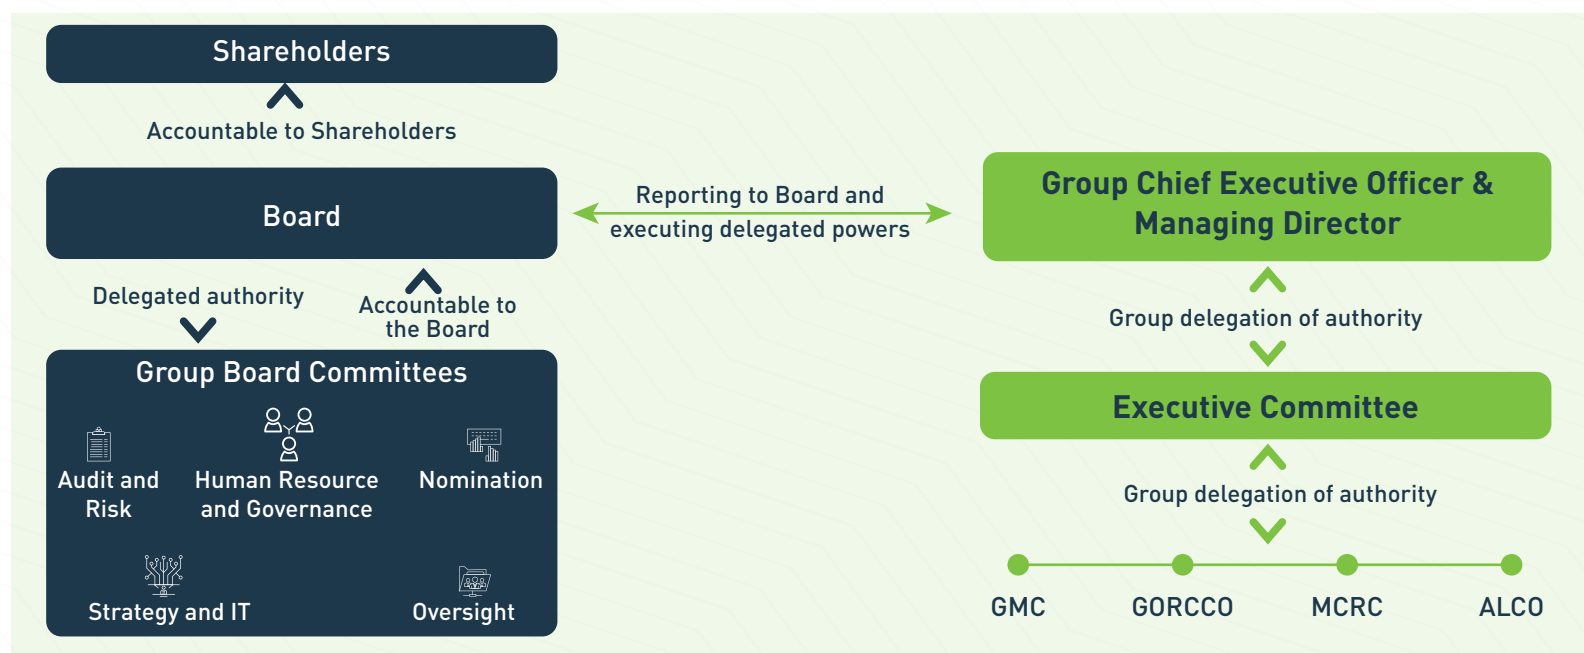 Shareholders
Accountable to Shareholders
Board
Reporting to Board and
executing delegated powers
Group Chief Executive Officer &
Managing Director
Delegated authority
Accountable to
the Board
Group delegation of authority
Group Board Committees
Executive Committee
Audit and
Risk
Human Resource
and Governance
Nomination
Group delegation of authority
Strategy and IT
Oversight
GMC
GORCCO
MCRC
ALCO